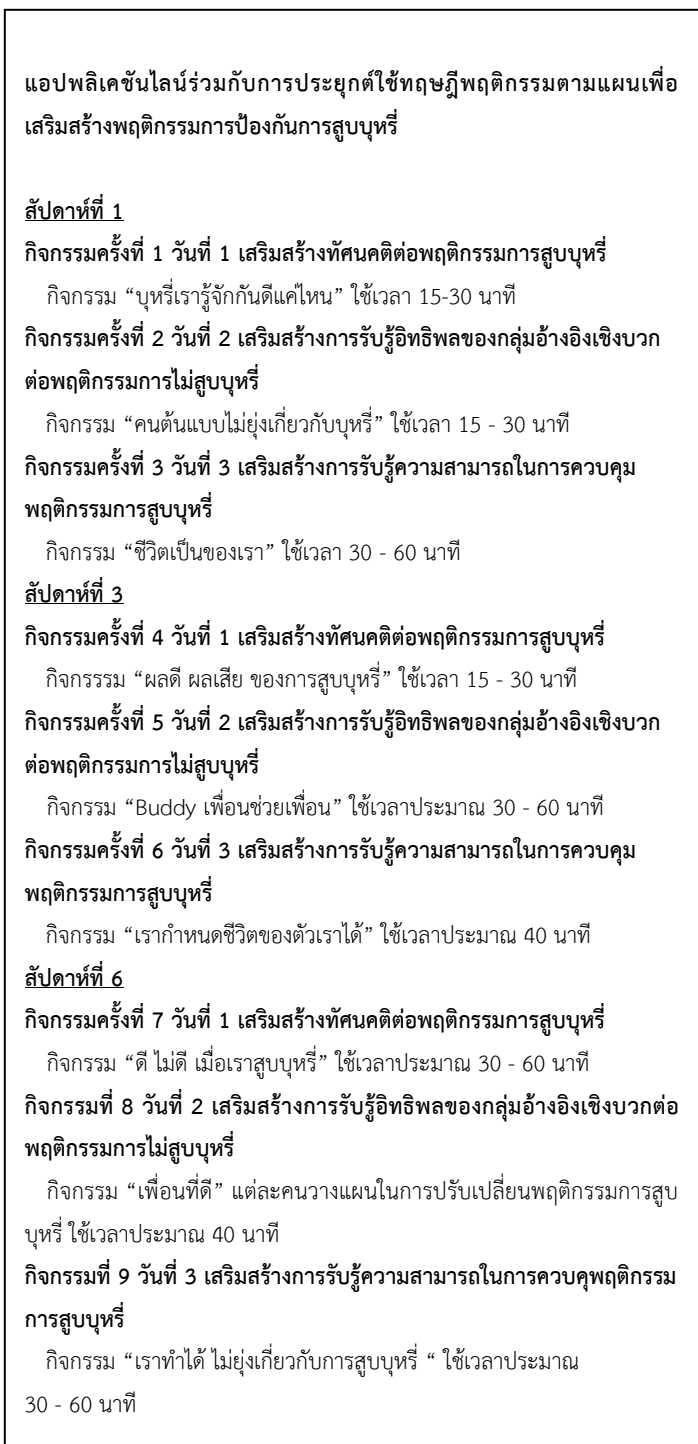 แอปพลิเคชันไลน์ร่วมกับการประยุกต์ใช้ทฤษฎีพฤติกรรมตามแผนเพื่อ
เสริมสร้างพฤติกรรมการป้องกันการสูบบุหรี่
สัปดาห์ที่ 1
กิจกรรมครั้งที่ 1 วันที่ 1 เสริมสร้างทัศนคติต่อพฤติกรรมการสูบบุหรี่
กิจกรรม “บุหรี่เรารู้จักกันดีแค่ไหน” ใช้เวลา 15-30 นาที
กิจกรรมครั้งที่ 2 วันที่ 2 เสริมสร้างการรับรู้อิทธิพลของกลุ่มอ้างอิงเชิงบวก
ต่อพฤติกรรมการไม่สูบบุหรี่
กิจกรรม “คนต้นแบบไม่ยุ่งเกี่ยวกับบุหรี่” ใช้เวลา 15 - 30 นาที
กิจกรรมครั้งที่ 3 วันที่ 3 เสริมสร้างการรับรู้ความสามารถในการควบคุม
พฤติกรรมการสูบบุหรี่
กิจกรรม “ชีวิตเป็นของเรา” ใช้เวลา 30 - 60 นาที
สัปดาห์ที่ 3
กิจกรรมครั้งที่ 4 วันที่ 1 เสริมสร้างทัศนคติต่อพฤติกรรมการสูบบุหรี่
กิจกรรรม “ผลดี ผลเสีย ของการสูบบุหรี่” ใช้เวลา 15 - 30 นาที
กิจกรรมครั้งที่ 5 วันที่ 2 เสริมสร้างการรับรู้อิทธิพลของกลุ่มอ้างอิงเชิงบวก
ต่อพฤติกรรมการไม่สูบบุหรี่
กิจกรรม “Buddy เพื่อนช่วยเพื่อน” ใช้เวลาประมาณ 30 - 60 นาที
กิจกรรมครั้งที่ 6 วันที่ 3 เสริมสร้างการรับรู้ความสามารถในการควบคุม
พฤติกรรมการสูบบุหรี่
กิจกรรม “เรากำหนดชีวิตของตัวเราได้” ใช้เวลาประมาณ 40 นาที
สัปดาห์ที่ 6
กิจกรรมครั้งที่ 7 วันที่ 1 เสริมสร้างทัศนคติต่อพฤติกรรมการสูบบุหรี่
กิจกรรม “ดี ไม่ดี เมื่อเราสูบบุหรี่” ใช้เวลาประมาณ 30 - 60 นาที
กิจกรรมที่ 8 วันที่ 2 เสริมสร้างการรับรู้อิทธิพลของกลุ่มอ้างอิงเชิงบวกต่อ
พฤติกรรมการไม่สูบบุหรี่
กิจกรรม “เพื่อนที่ดี” แต่ละคนวางแผนในการปรับเปลี่ยนพฤติกรรมการสูบ
บุหรี่ ใช้เวลาประมาณ 40 นาที
กิจกรรมที่ 9 วันที่ 3 เสริมสร้างการรับรู้ความสามารถในการควบคุพฤติกรรม
การสูบบุหรี่
กิจกรรม “เราทำได้ ไม่ยุ่งเกี่ยวกับการสูบบุหรี่ “ ใช้เวลาประมาณ
30 - 60 นาที